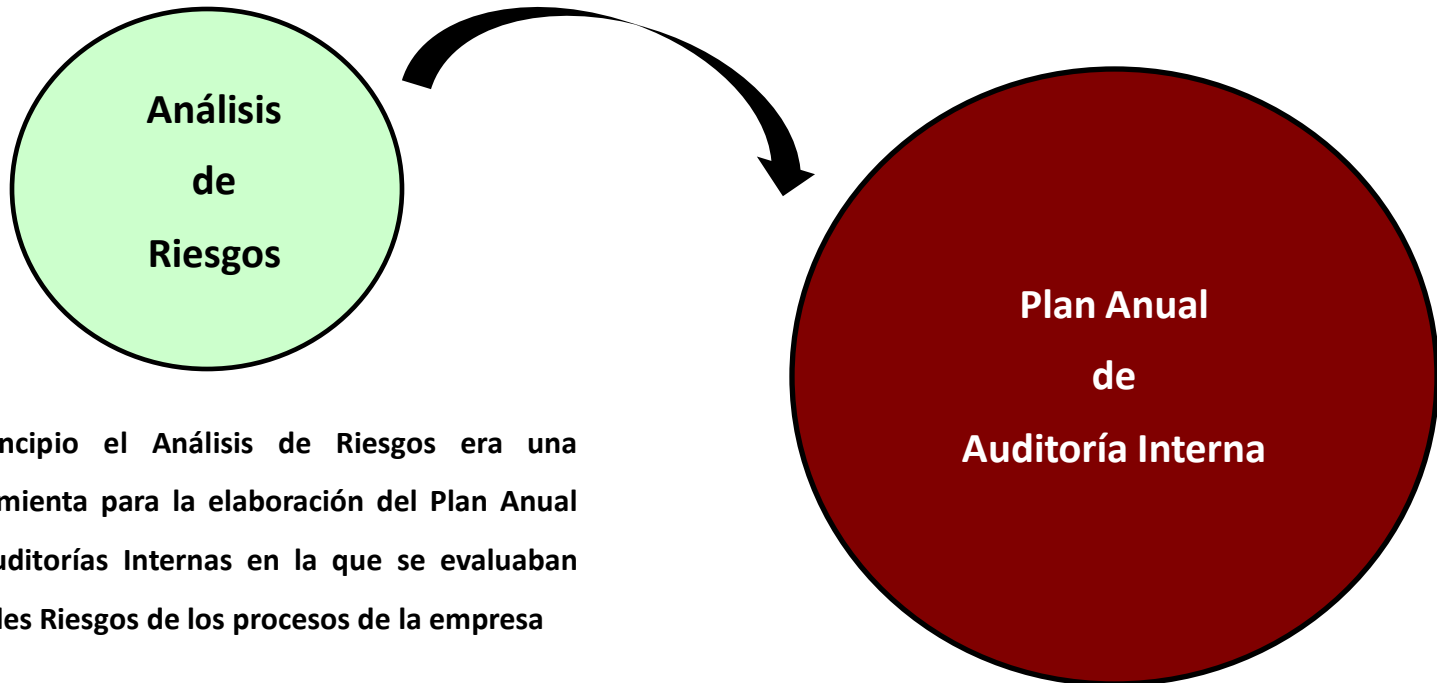 Análisis
de
Riesgos
Plan Anual
de
Auditoría Interna
el Análisis de Riesgos era una
para la elaboración del Plan Anual
Internas en la que se evaluaban
Riesgos de los procesos de la empresa